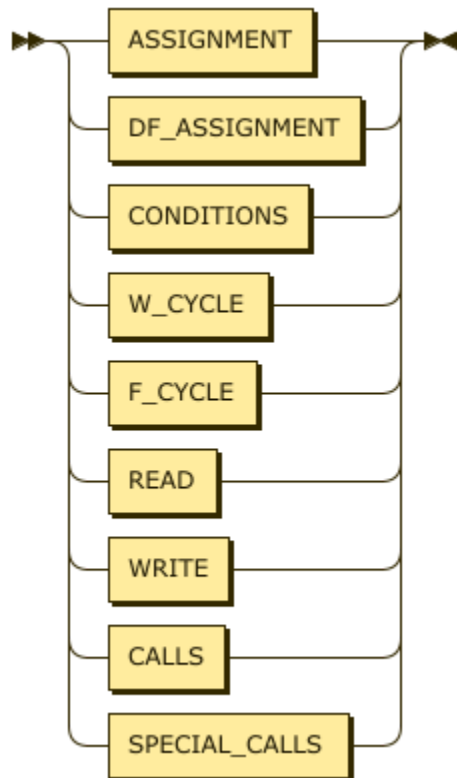 ASSIGNMENT
DF_ASSIGNMENT
CONDITIONS
W_CYCLE
F_CYCLE
READ
WRITE
CALLS
SPECIAL_CALLS